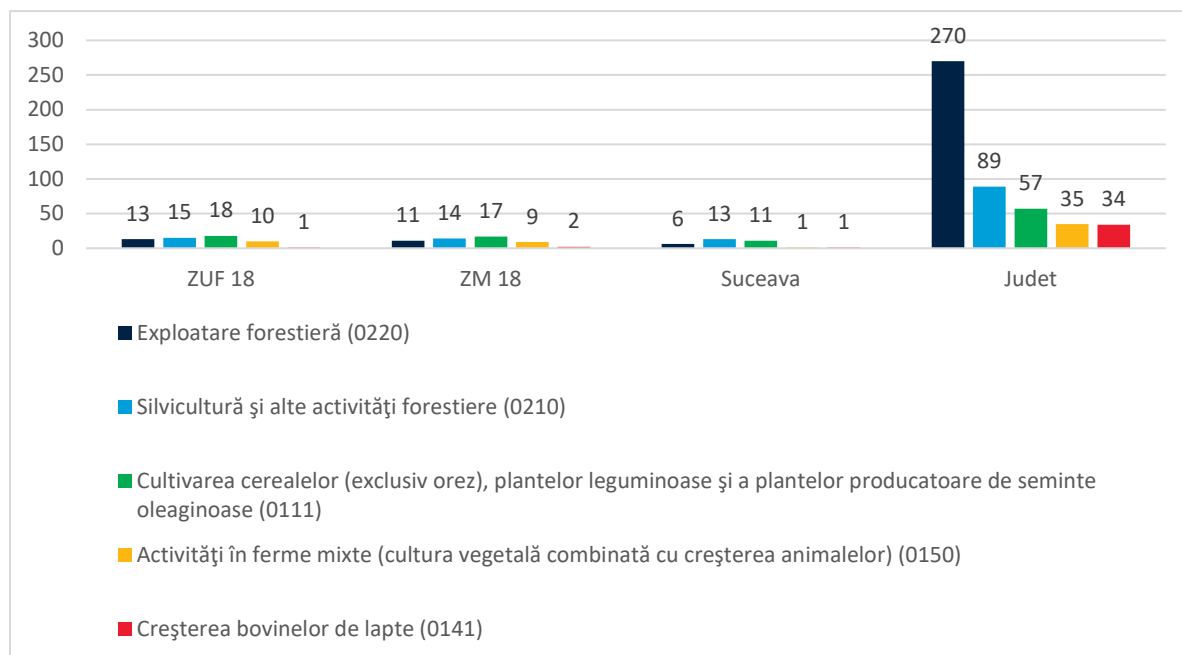 300
250
200
150
100
50
0
13 15 18 10 1
11 14 17 9 2
6 13 11 1 1
270 89 57 35 34
ZUF 18 ZM 18 Suceava Judet
Exploatare forestieră (0220)
Silvicultură şi alte activităţi forestiere (0210)
Cultivarea cerealelor (exclusiv orez), plantelor leguminoase şi a plantelor producatoare de seminte
oleaginoase (0111)
Activităţi în ferme mixte (cultura vegetală combinată cu creşterea animalelor) (0150)
Creşterea bovinelor de lapte (0141)